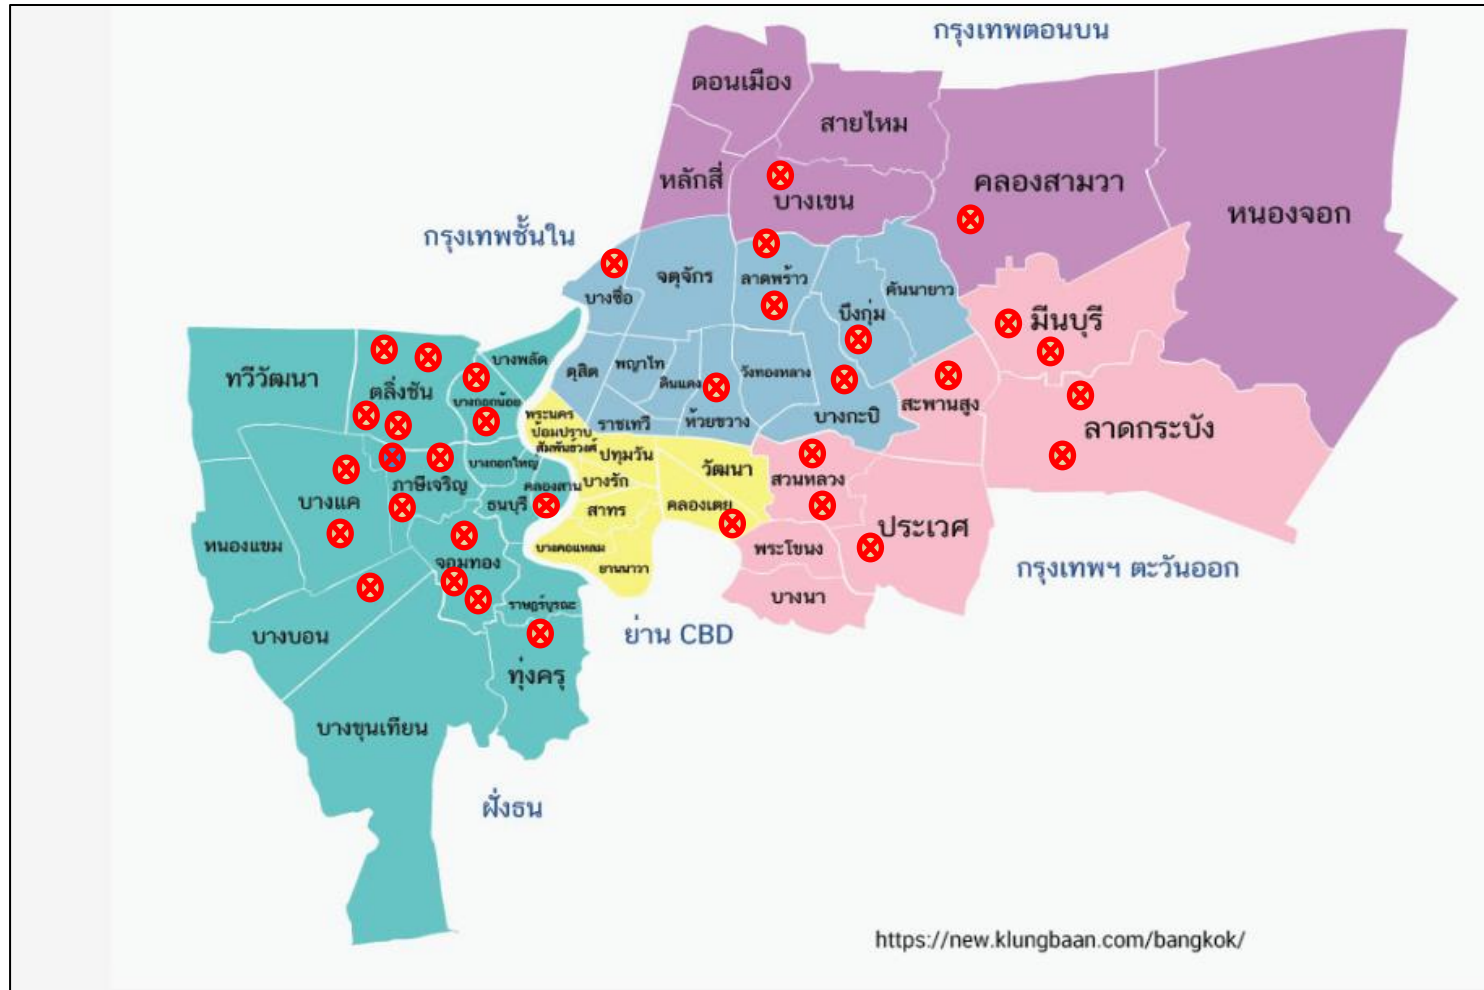 กรุงเทพตอนบน
ดอนเมือง
สายไหม
หลักสี่
คลองสามวา
บางเขน
หนองจอก
กรุงเทพชั้นใน
จตุจักร
ลาดพร้าว
คันนายาว
บางซื่อ
บึงกุ่ม
มีนบุรี
บางพลัด
ทวีวัฒนา
ตลิ่งชัน
ดุสิต
พญาไท
ดินแดง
วังทองหลาง
บางกอกน้อย
พระนคร
ราชเทวี
ห้วยขวาง
บางกะปิ
สะพานสูง
ลาดกระบัง
ป้อมปราบ
สัมพันธวงศ์
ปทุมวัน
วัฒนา
บางกอกใหญ่
ภาษีเจริญ
คลองสาน
บางรัก
สวนหลวง
บางแค
ธนบุรี
สาทร
คลองเตย
ประเวศ
หนองแขม
จอมทอง
บางคอแหลม
ยานนาวา
พระโขนง
กรุงเทพฯ ตะวันออก
บางนา
ราษฎร์บูรณะ
บางบอน
ย่าน CBD
ทุ่งครุ
บางขุนเทียน
ฝั่งธน
https://new.klungbaan.com/bangkok/